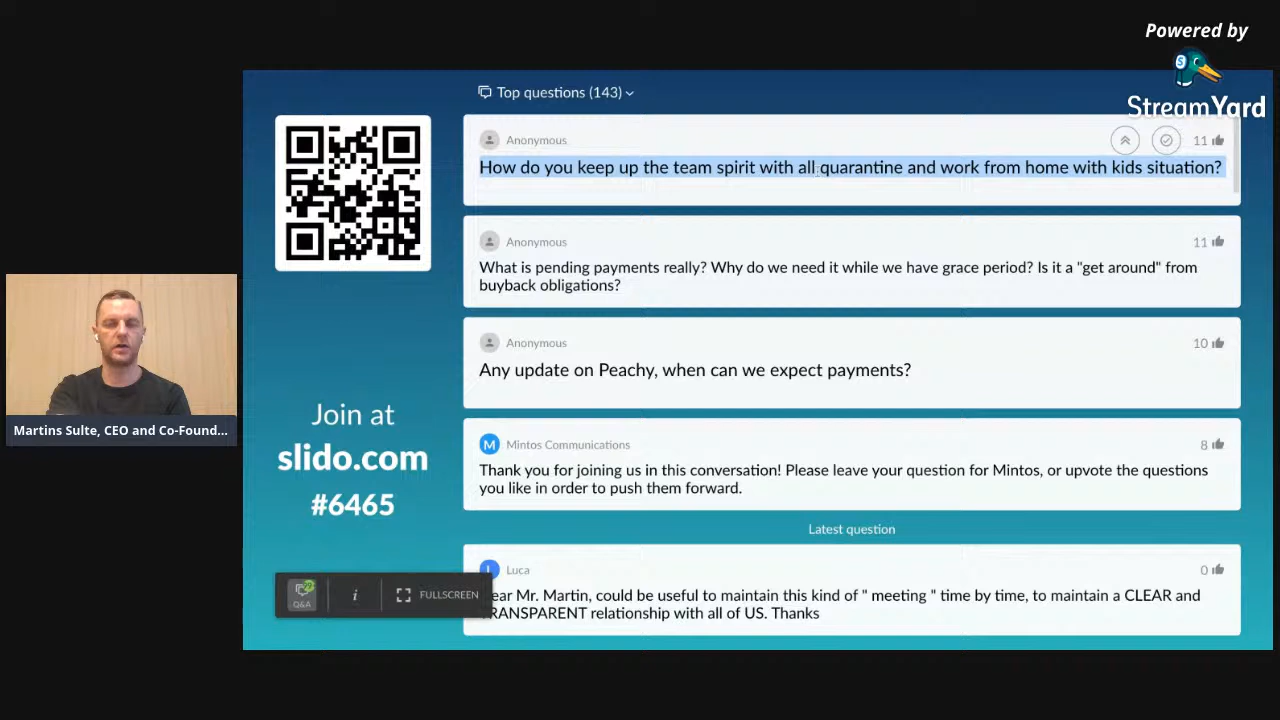 Powered by
StreamYard
Top questions (143)
Anonymous
11
How do you keep up the team spirit with all quarantine and work from home with kids situation?
Anonymous
11
What is pending payments really? Why do we need it while we have grace period? Is it a "get around" from
buyback obligations?
Anonymous
10
Any update on Peachy, when can we expect payments?
M Mintos Communications
8
Thank you for joining us in this conversation! Please leave your question for Mintos, or upvote the questions
you like in order to push them forward.
Latest question
Luca
0
ear Mr. Martin, could be useful to maintain this kind of " meeting " time by time, to maintain a CLEAR and
RANSPARENT relationship with all of US. Thanks
Join at
slido.com
#6465
Q&A
i
FULLSCREEN
Martins Sulte, CEO and Co-Found...